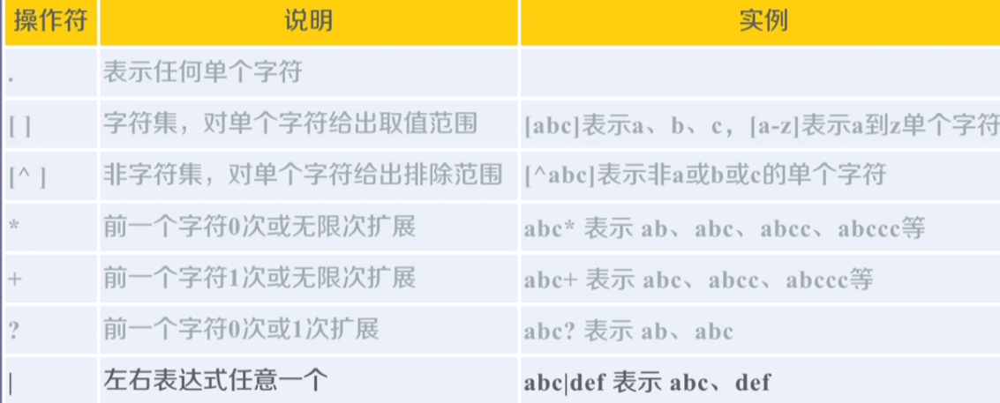 操作符 说明 实例
. 表示任何单个字符
[ ] 字符集，对单个字符给出取值范围 [abc]表示a、b、c，[a-z]表示a到z单个字符
[^ ] 非字符集，对单个字符给出排除范围 [^abc]表示非a或b或c的单个字符
* 前一个字符0次或无限次扩展 abc* 表示 ab、abc、abcc、abccc等
+ 前一个字符1次或无限次扩展 abc+ 表示 abc、abcc、abccc等
? 前一个字符0次或1次扩展 abc? 表示 ab、abc
| 左右表达式任意一个 abc|def 表示 abc、def